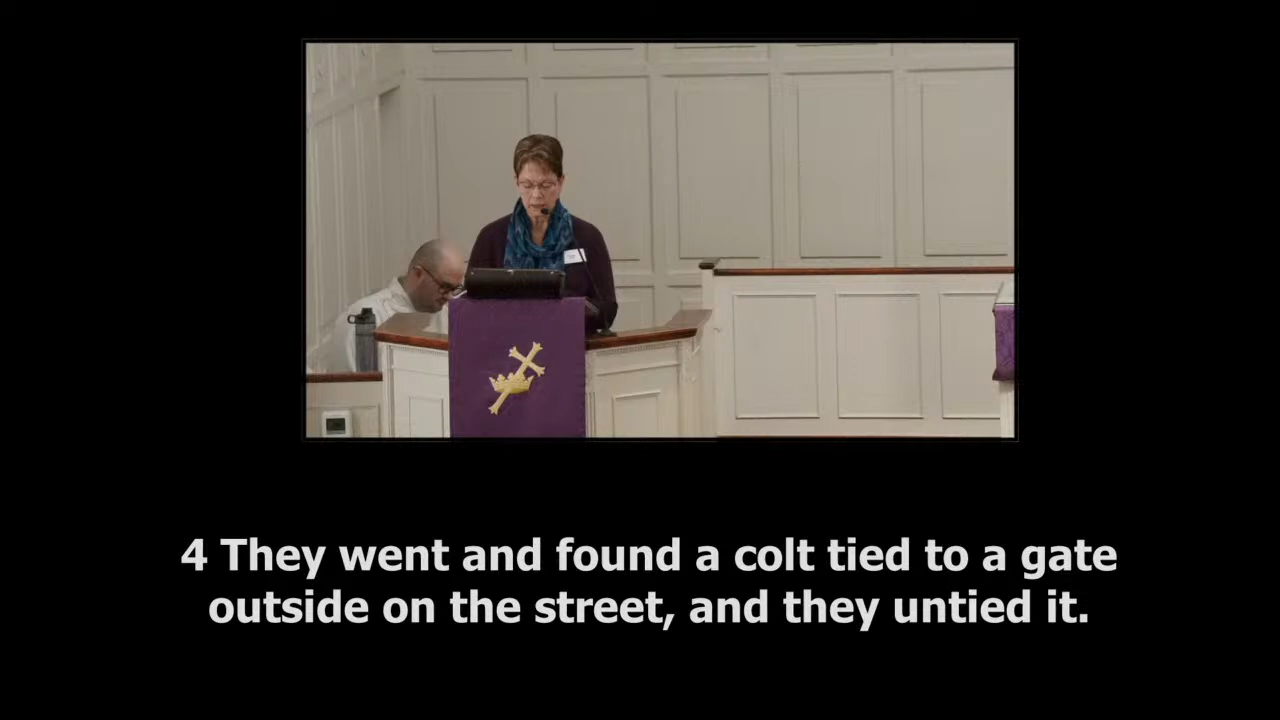 4 They went and found a colt tied to a gate
outside on the street, and they untied it.